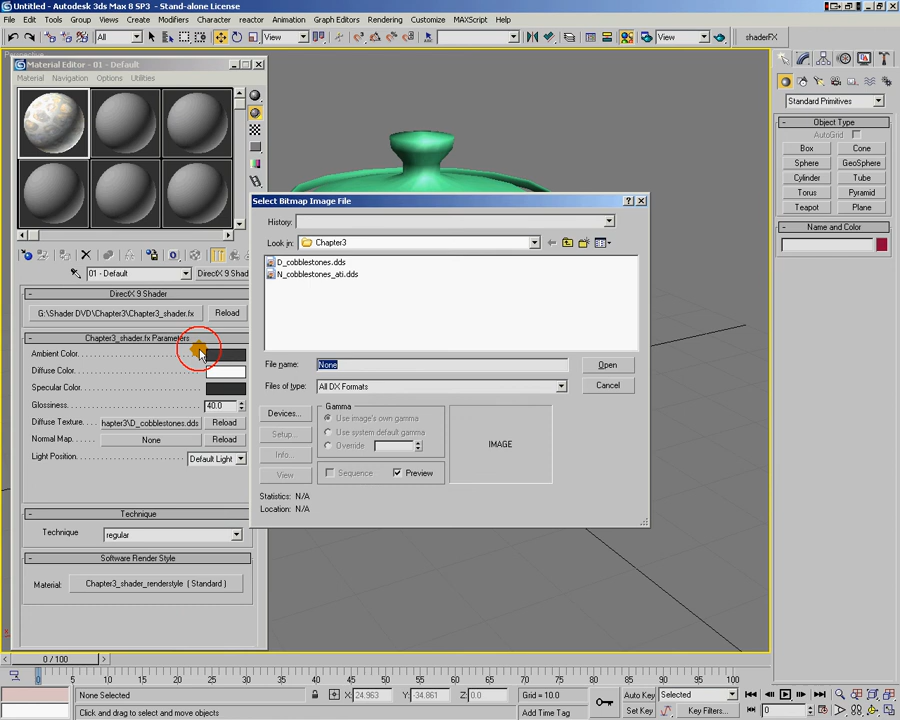 Untitled - Autodesk 3ds Max 8 SP3 - Stand-alone License
File Edit Tools Group Views Create Modifiers Character reactor Animation Graph Editors Rendering Customize MAXScript Help
All View View shaderFX
Perspective
Material Editor - 01 - Default
Material Navigation Options Utilities
Standard Primitives
Object Type
AutoGrid
Box Cone
Sphere GeoSphere
Cylinder Tube
Torus Pyramid
Teapot Plane
Name and Color
Select Bitmap Image File
History:
Look in: Chapter3
D_cobblestones.dds
N_cobblestones_ati.dds
File name: None Open
Files of type: All DX Formats Cancel
Devices...
Setup...
Info...
View
Gamma
Use image's own gamma
Use system default gamma
Override
Sequence Preview
IMAGE
Statistics: N/A
Location: N/A
01 - Default DirectX 9 Shad
DirectX 9 Shader
G:\Shader DVD\Chapter3\Chapter3_shader.fx Reload
Chapter3_shader.fx Parameters
Ambient Color
Diffuse Color
Specular Color
Glossiness 40.0
Diffuse Texture hapter3\D_cobblestones.dds Reload
Normal Map None Reload
Light Position Default Light
Technique
Technique regular
Software Render Style
Material: Chapter3_shader_renderstyle ( Standard )
0 / 100
0 5 10 15 20 25 30 35 40 45 50 55 60 65 70 75 80 85 90 95 100
None Selected X: 24.963 Y: -34.861 Z: 0.0 Grid = 10.0 Auto Key Selected
Click and drag to select and move objects Add Time Tag Set Key Key Filters... 0